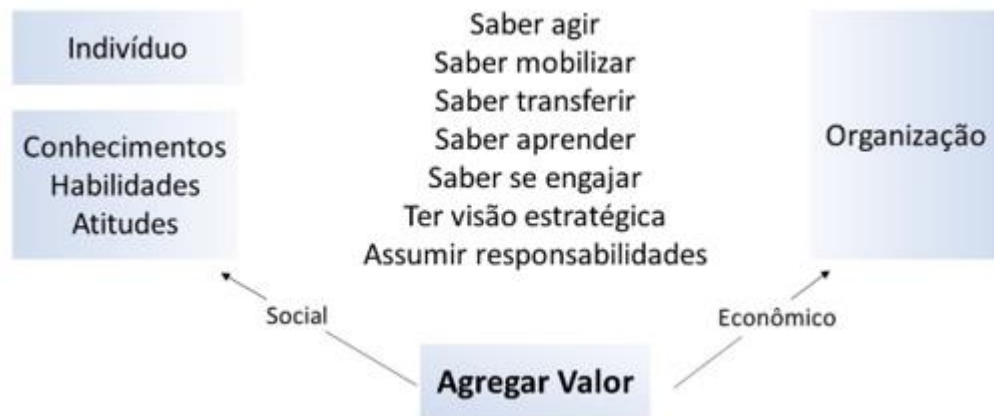 Indivíduo
Conhecimentos
Habilidades
Atitudes
Saber agir
Saber mobilizar
Saber transferir
Saber aprender
Saber se engajar
Ter visão estratégica
Assumir responsabilidades
Organização
Social
Econômico
Agregar Valor